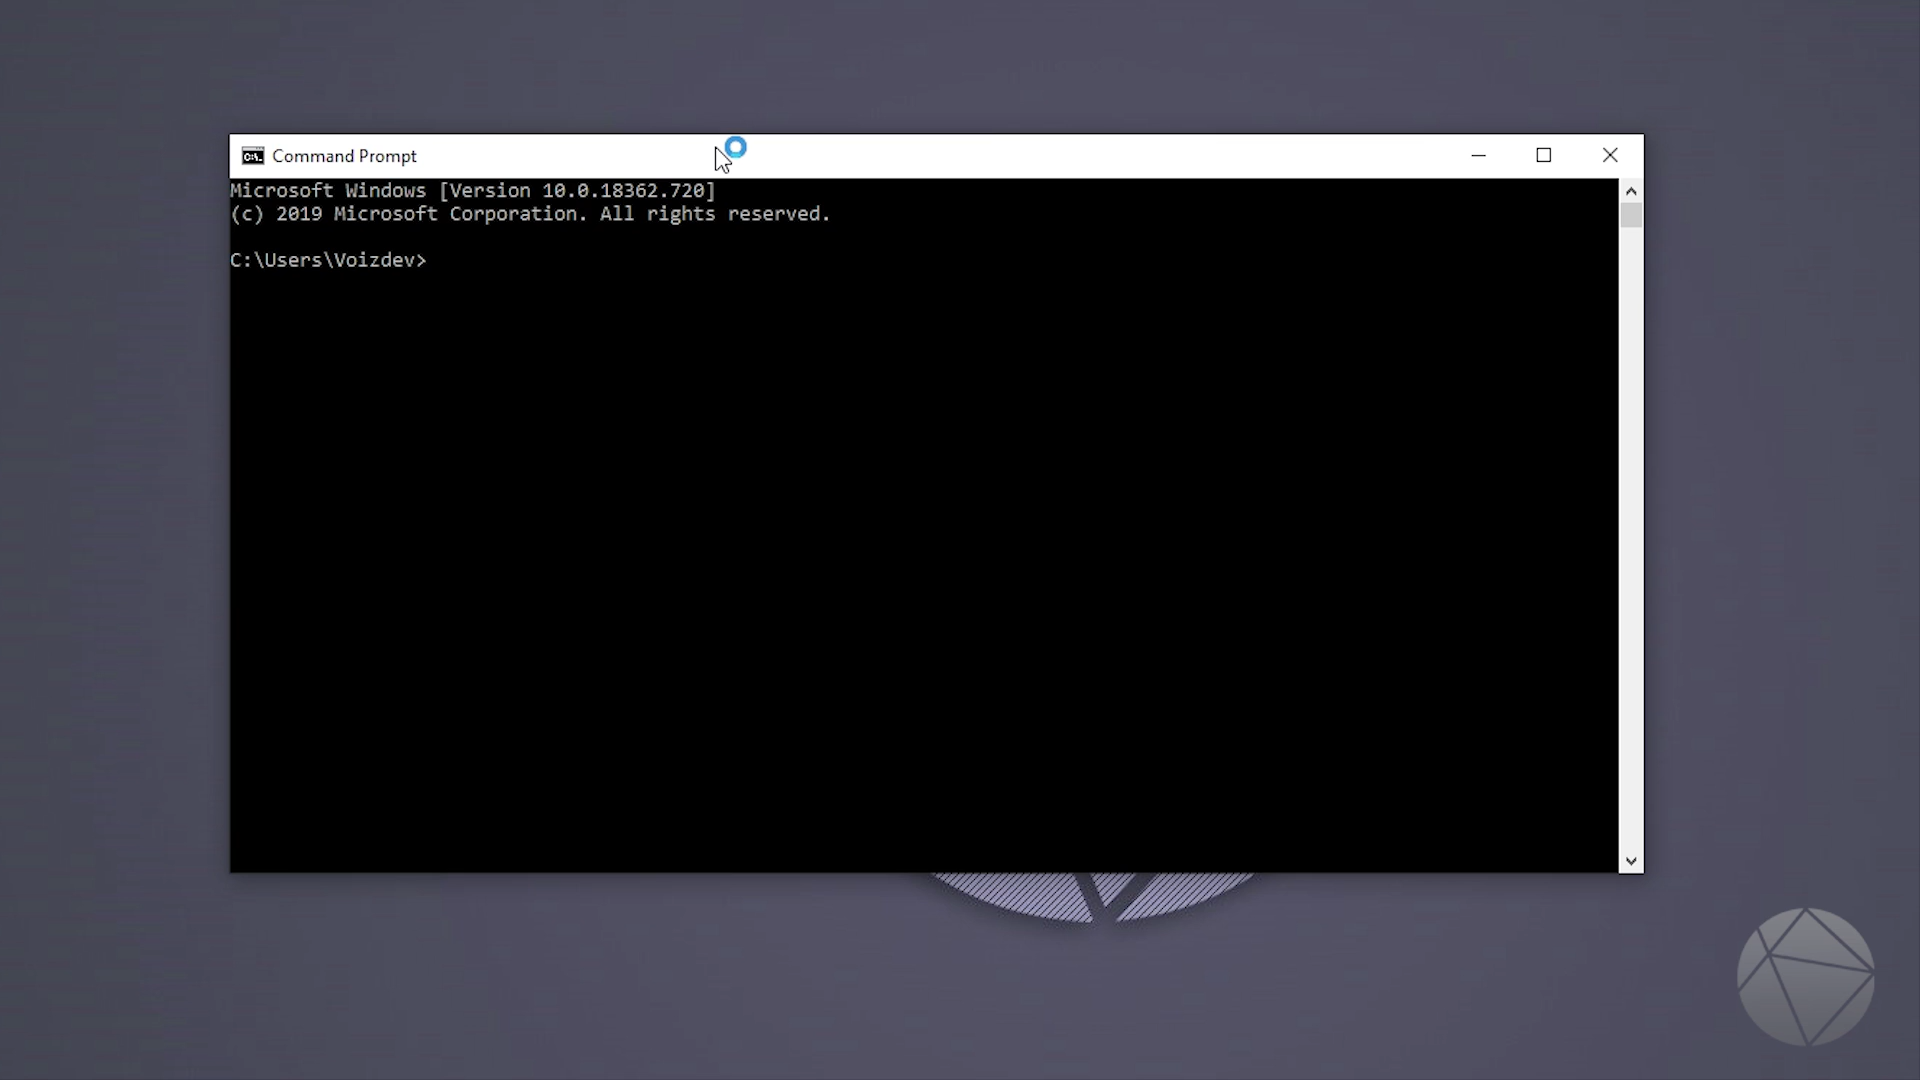 Command Prompt
Microsoft Windows [Version 10.0.18362.720]
(c) 2019 Microsoft Corporation. All rights reserved.
C:\Users\Voizdev>